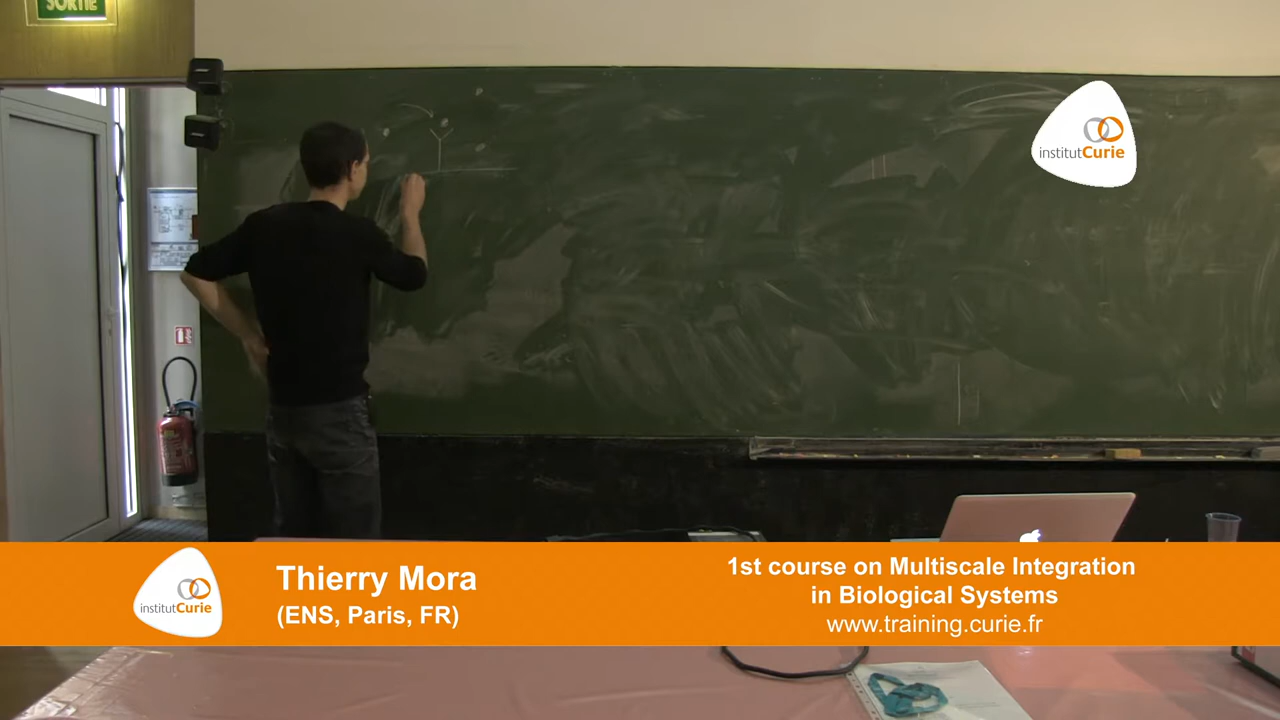 SORTIE
institutCurie
institutCurie
Thierry Mora
(ENS, Paris, FR)
1st course on Multiscale Integration
in Biological Systems
www.training.curie.fr